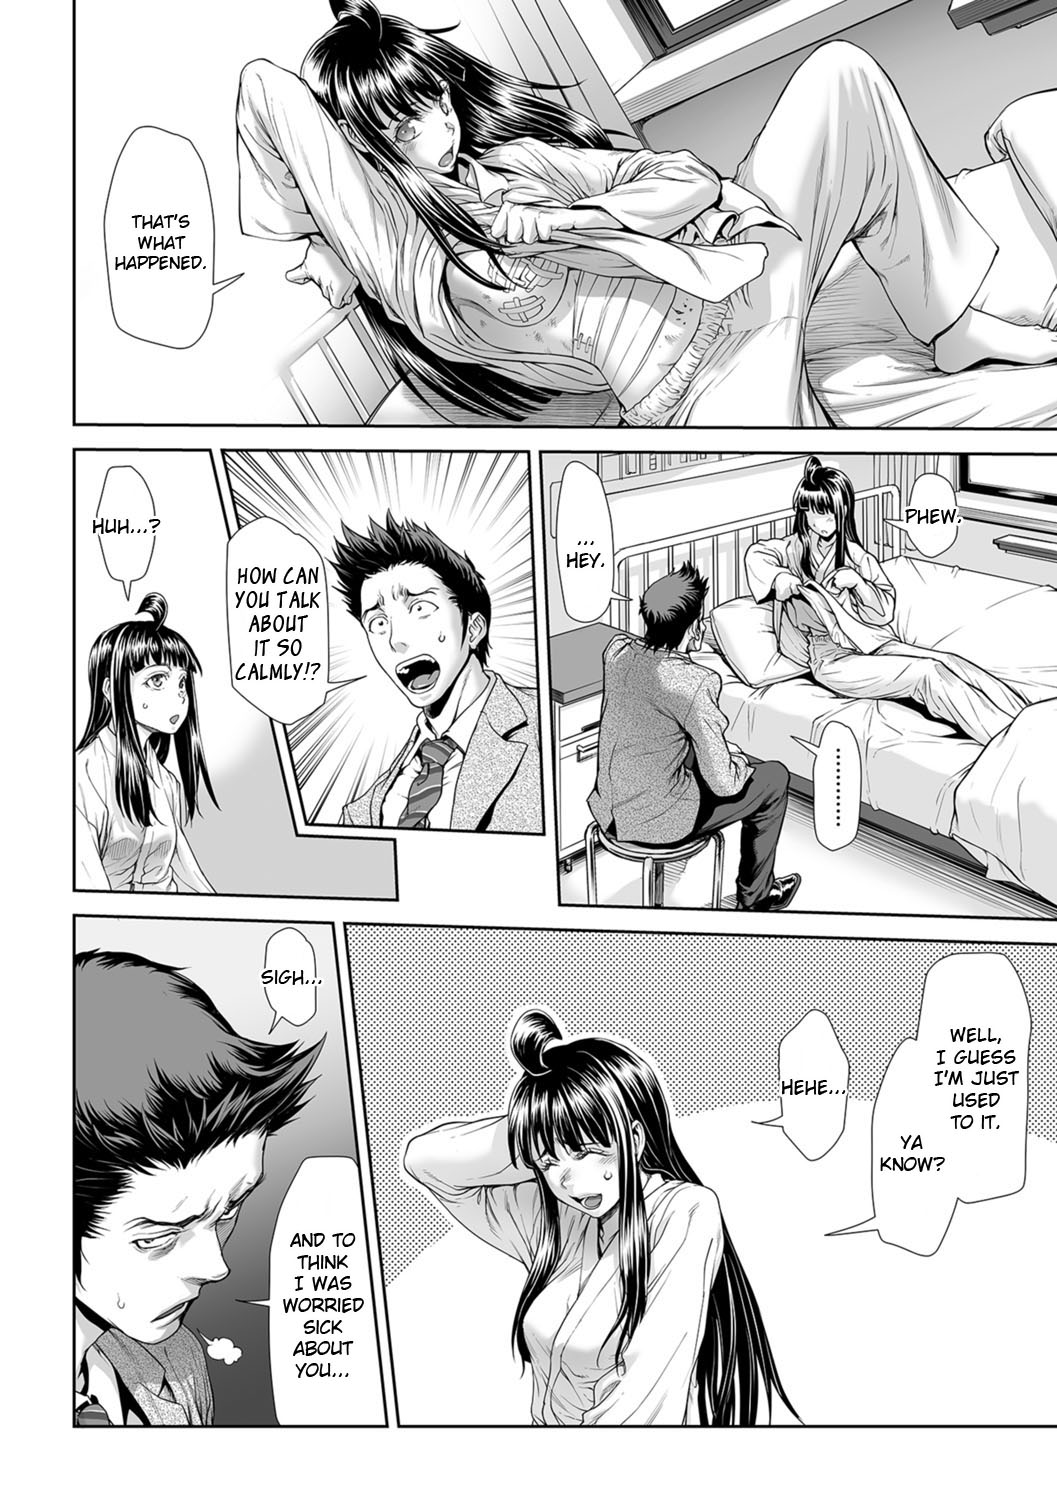 THAT'S
WHAT
HAPPENED.
PHEW.
...
HEY.
.........
HOW CAN
YOU TALK
ABOUT
IT SO
CALMLY!?
HUH...?
WELL,
I GUESS
I'M JUST
USED
TO IT.
YA
KNOW?
HEHE...
SIGH...
AND TO
THINK
I WAS
WORRIED
SICK
ABOUT
YOU...